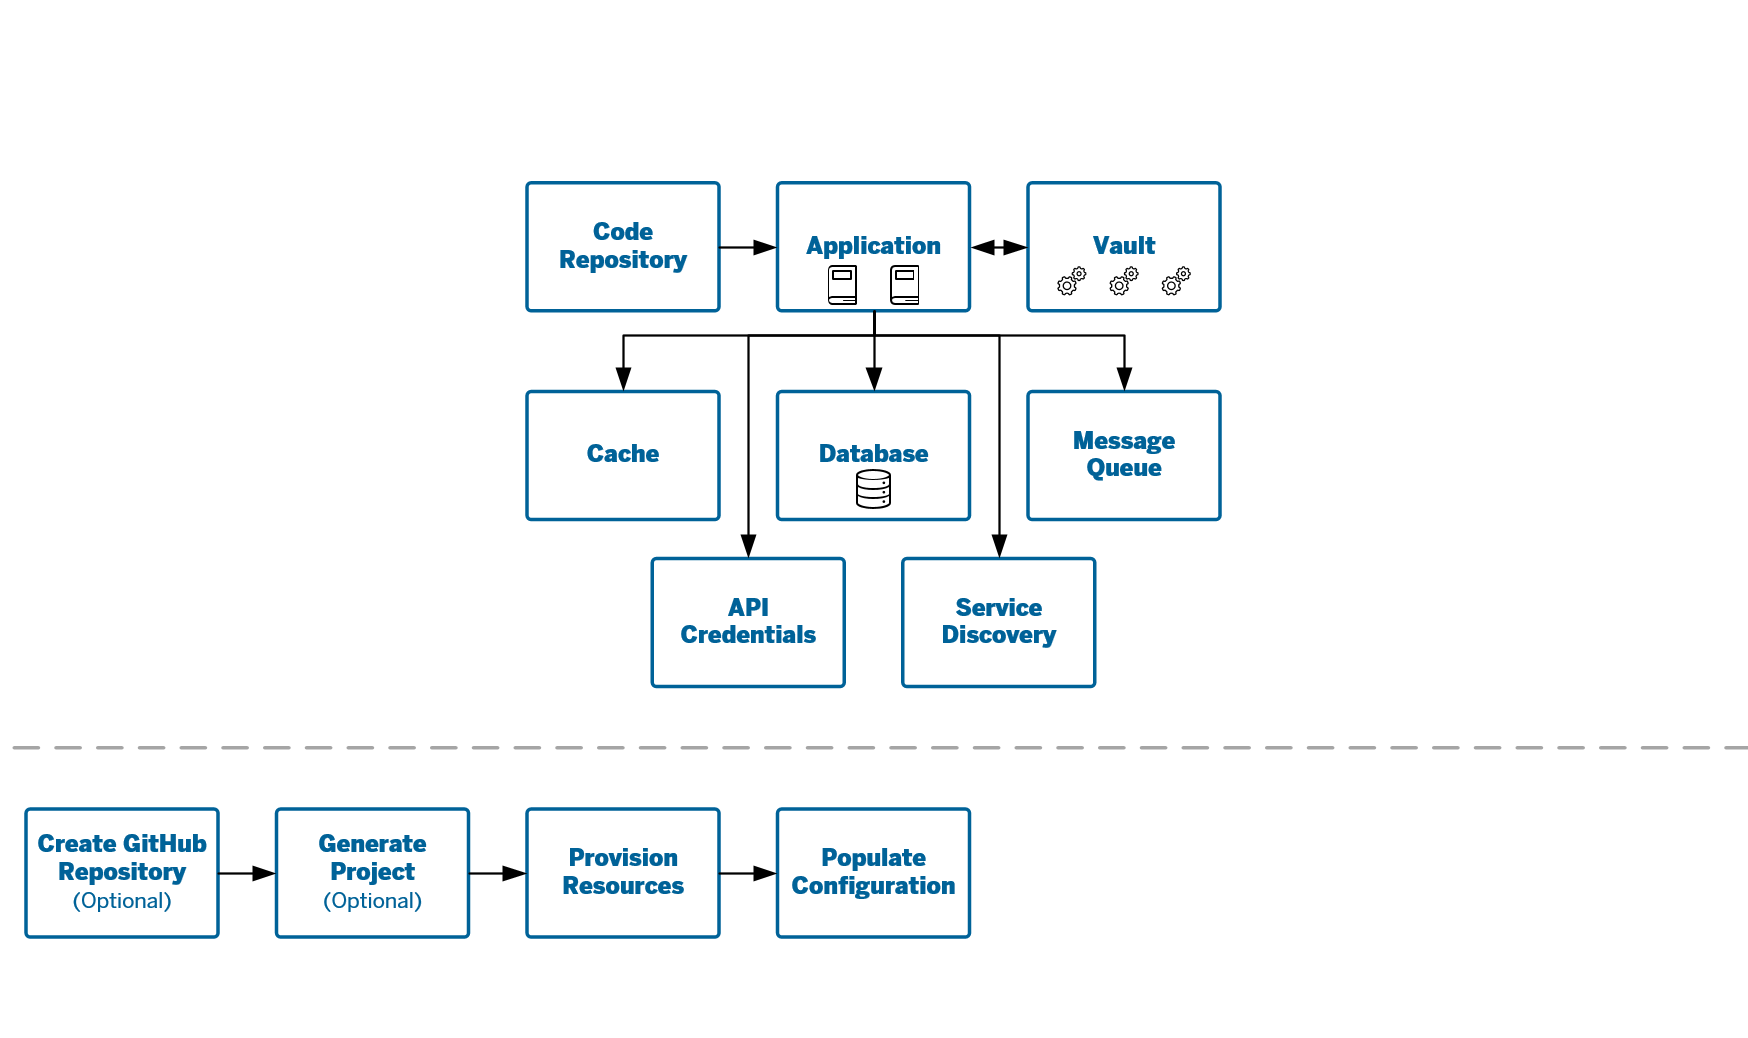 Code
Repository
Application
Vault
Cache
Database
Message
Queue
API
Credentials
Service
Discovery
Create GitHub
Repository
(Optional)
Generate
Project
(Optional)
Provision
Resources
Populate
Configuration